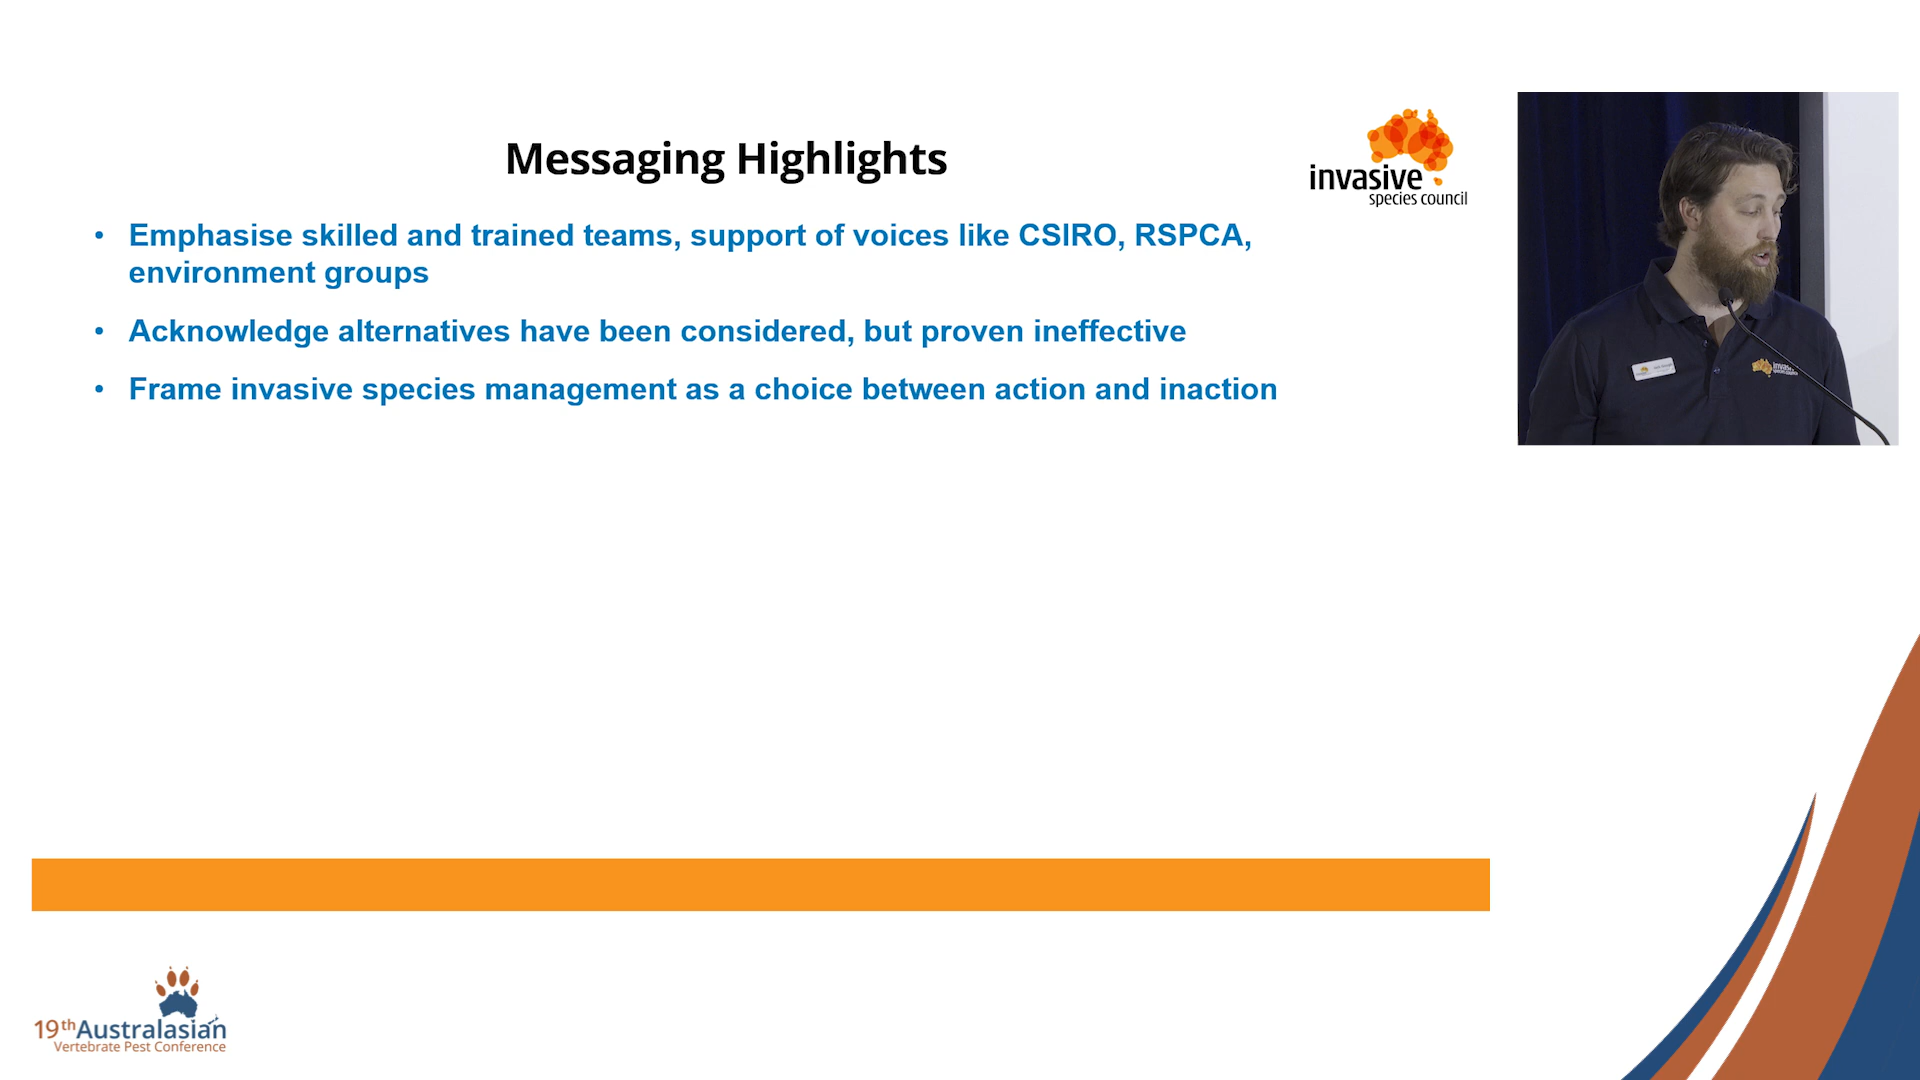 Messaging Highlights
invasive
species council
• Emphasise skilled and trained teams, support of voices like CSIRO, RSPCA,
environment groups
• Acknowledge alternatives have been considered, but proven ineffective
• Frame invasive species management as a choice between action and inaction
19th Australasian
Vertebrate Pest Conference